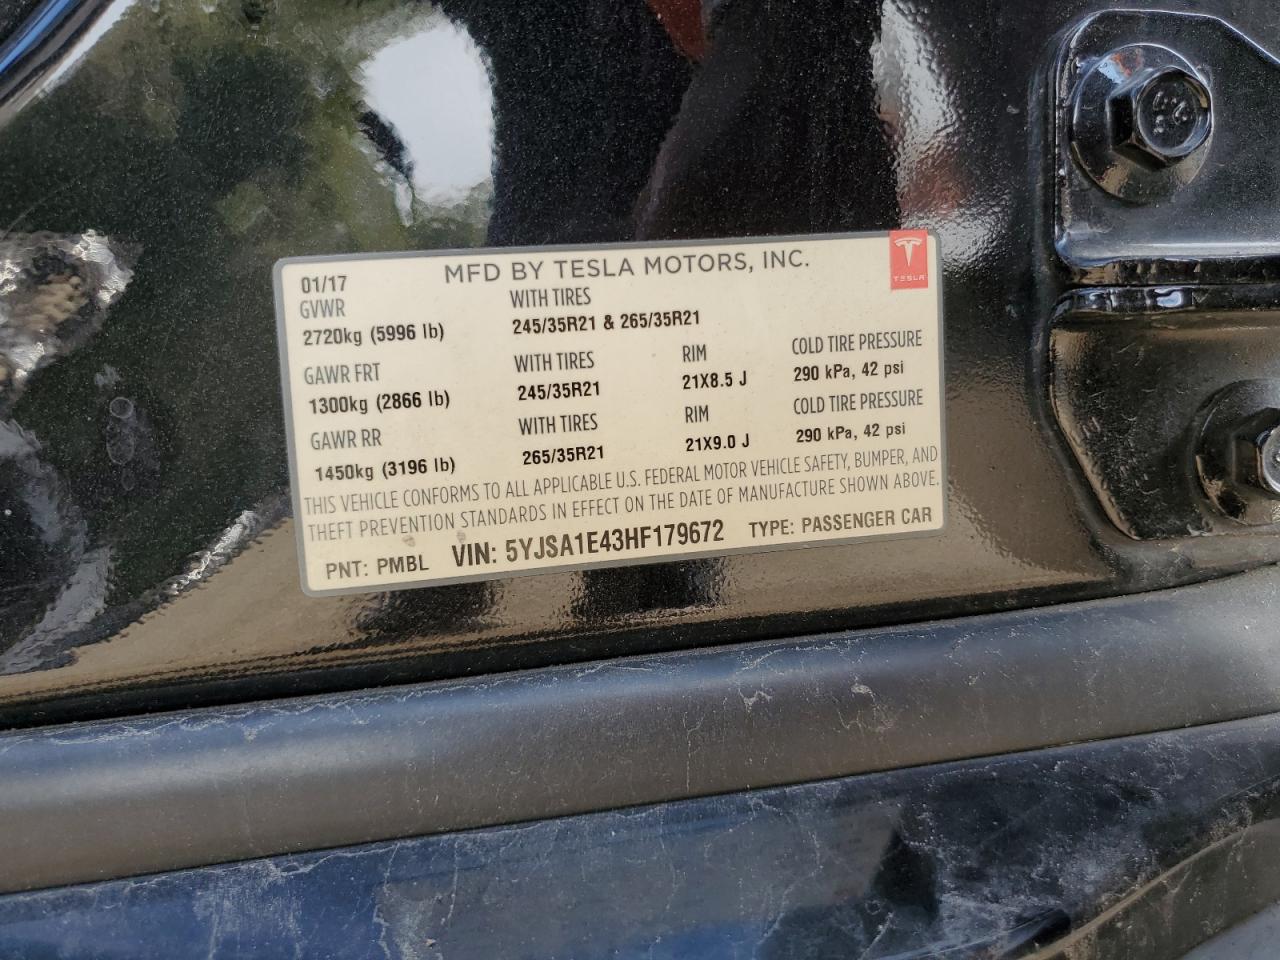 01/17 MFD BY TESLA MOTORS, INC.
TESLA
GVWR WITH TIRES
2720kg (5996 lb) 245/35R21 & 265/35R21
GAWR FRT WITH TIRES RIM COLD TIRE PRESSURE
1300kg (2866 lb) 245/35R21 21X8.5 J 290 kPa, 42 psi
GAWR RR WITH TIRES RIM COLD TIRE PRESSURE
1450kg (3196 lb) 265/35R21 21X9.0 J 290 kPa, 42 psi
THIS VEHICLE CONFORMS TO ALL APPLICABLE U.S. FEDERAL MOTOR VEHICLE SAFETY, BUMPER, AND
THEFT PREVENTION STANDARDS IN EFFECT ON THE DATE OF MANUFACTURE SHOWN ABOVE.
PNT: PMBL VIN: 5YJSA1E43HF179672 TYPE: PASSENGER CAR